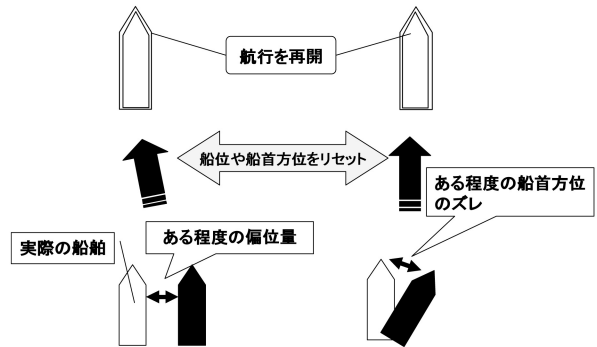 航行を再開
船位や船首方位をリセット
ある程度の船首方位
のズレ
ある程度の偏位量
実際の船舶